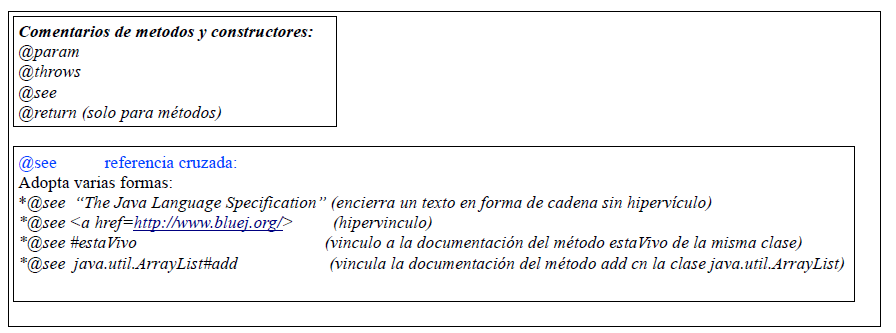 Comentarios de metodos y constructores:
@param
@throws
@see
@return (solo para métodos)
@see referencia cruzada:
Adopta varias formas:
*@see “The Java Language Specification” (encierra un texto en forma de cadena sin hipervículo)
*@see <a href=http://www.bluej.org/> (hipervinculo)
*@see #estaVivo (vinculo a la documentación del método estaVivo de la misma clase)
*@see java.util.ArrayList#add (vincula la documentación del método add cn la clase java.util.ArrayList)